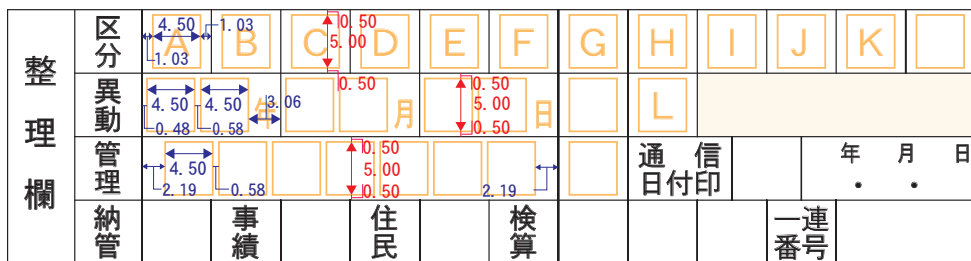 整理欄
区分 A B C D E F G H I J K
4.50 1.03 1.03 0.50 5.00 0.50
異動 年 月 日 L
4.50 4.50 3.06 0.48 0.58 0.50 5.00 0.50
管理 通信日付印 年 月 日
4.50 2.19 0.58 0.50 5.00 0.50 2.19 ・ ・
納管 事績 住民 検算 一連番号